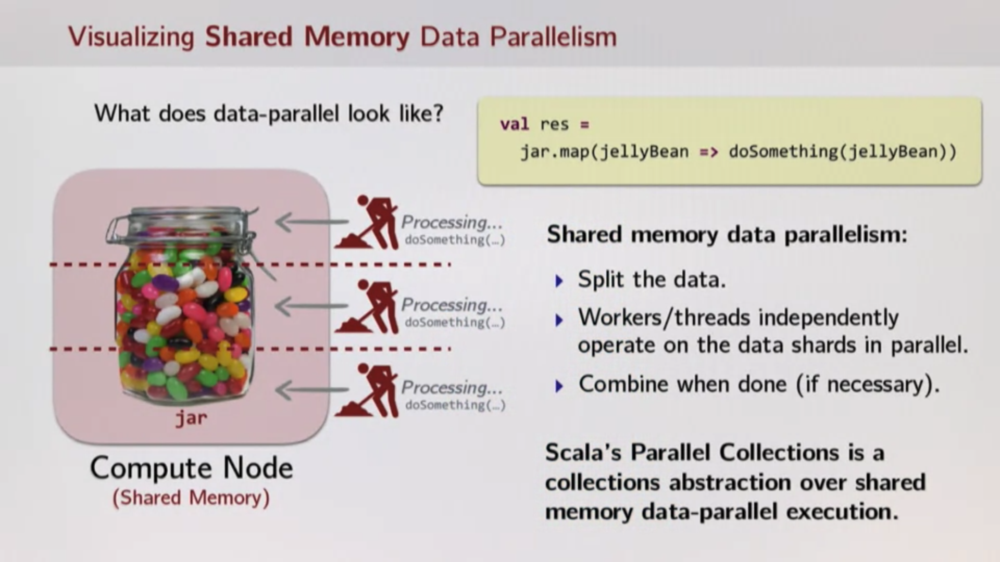 Visualizing Shared Memory Data Parallelism
What does data-parallel look like?
val res =
jar.map(jellyBean => doSomething(jellyBean))
Processing...
doSomething(…)
Processing...
doSomething(…)
Processing...
doSomething(…)
jar
Compute Node
(Shared Memory)
Shared memory data parallelism:
Split the data.
Workers/threads independently
operate on the data shards in parallel.
Combine when done (if necessary).
Scala's Parallel Collections is a
collections abstraction over shared
memory data-parallel execution.